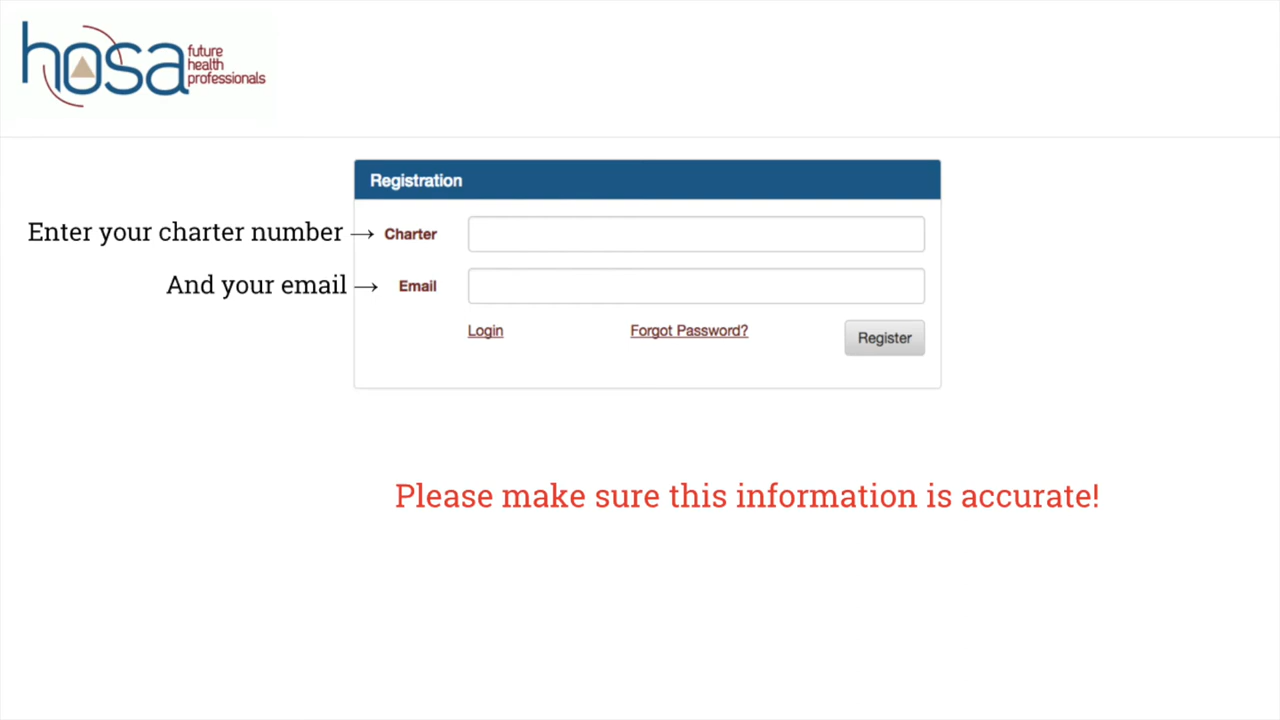 hosa
future
health
professionals
Registration
Enter your charter number → Charter
And your email → Email
Login Forgot Password? Register
Please make sure this information is accurate!